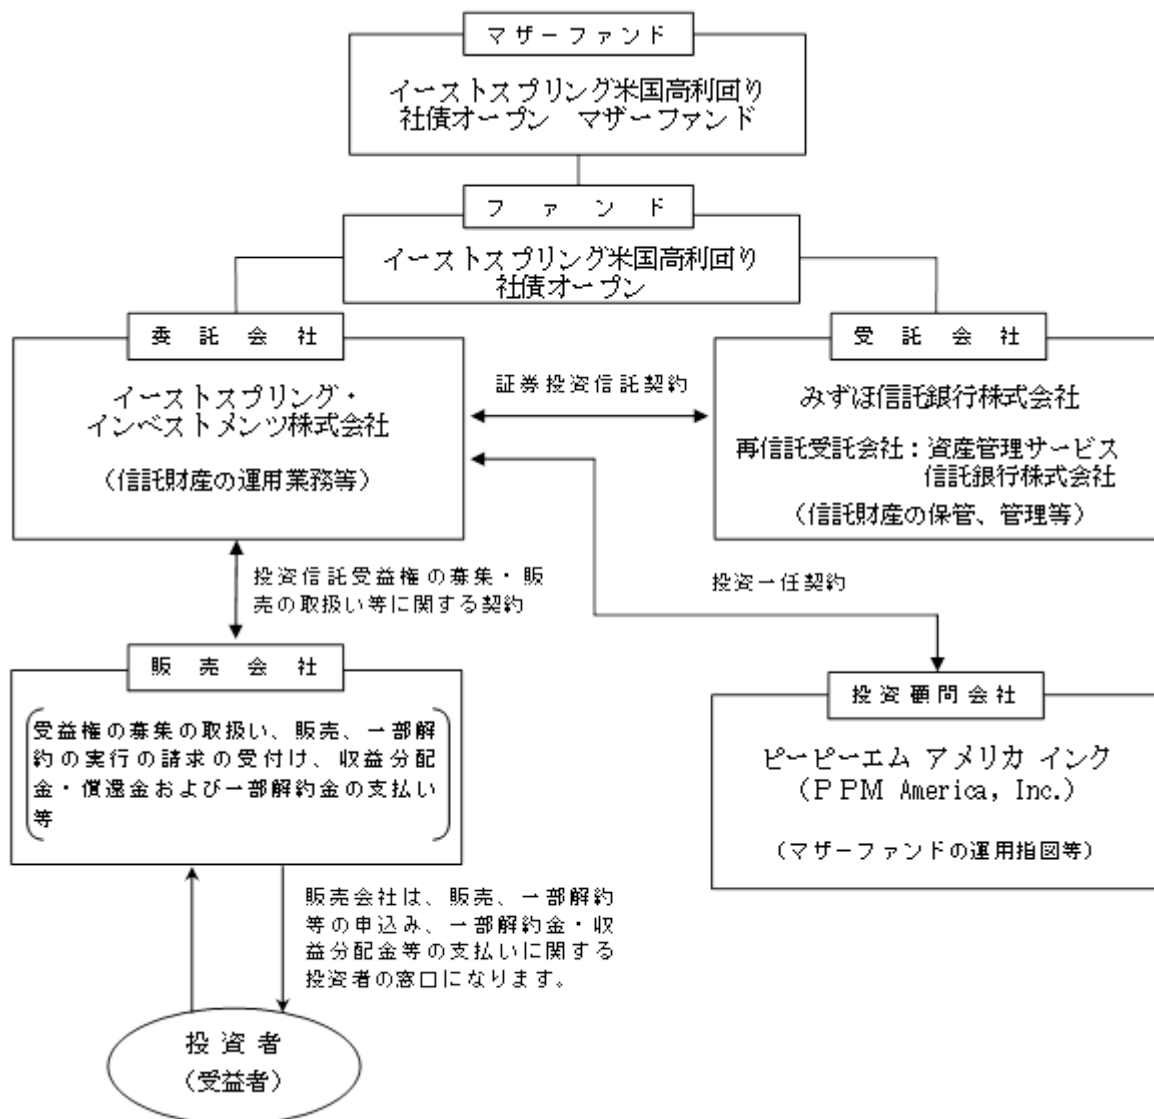 マザーファンド
イーストスプリング米国高利回り
社債オープン　マザーファンド
ファンド
イーストスプリング米国高利回り
社債オープン
委託会社
イーストスプリング・
インベストメンツ株式会社
（信託財産の運用業務等）
証券投資信託契約
受託会社
みずほ信託銀行株式会社
再信託受託会社：資産管理サービス
信託銀行株式会社
（信託財産の保管、管理等）
投資信託受益権の募集・販
売の取扱い等に関する契約
投資一任契約
販売会社
受益権の募集の取扱い、販売、一部解
約の実行の請求の受付け、収益分配
金・償還金および一部解約金の支払い
等
投資顧問会社
ピーピーエム アメリカ インク
（PPM America, Inc.）
（マザーファンドの運用指図等）
販売会社は、販売、一部解約
等の申込み、一部解約金・収
益分配金等の支払いに関する
投資者の窓口になります。
投資者
（受益者）